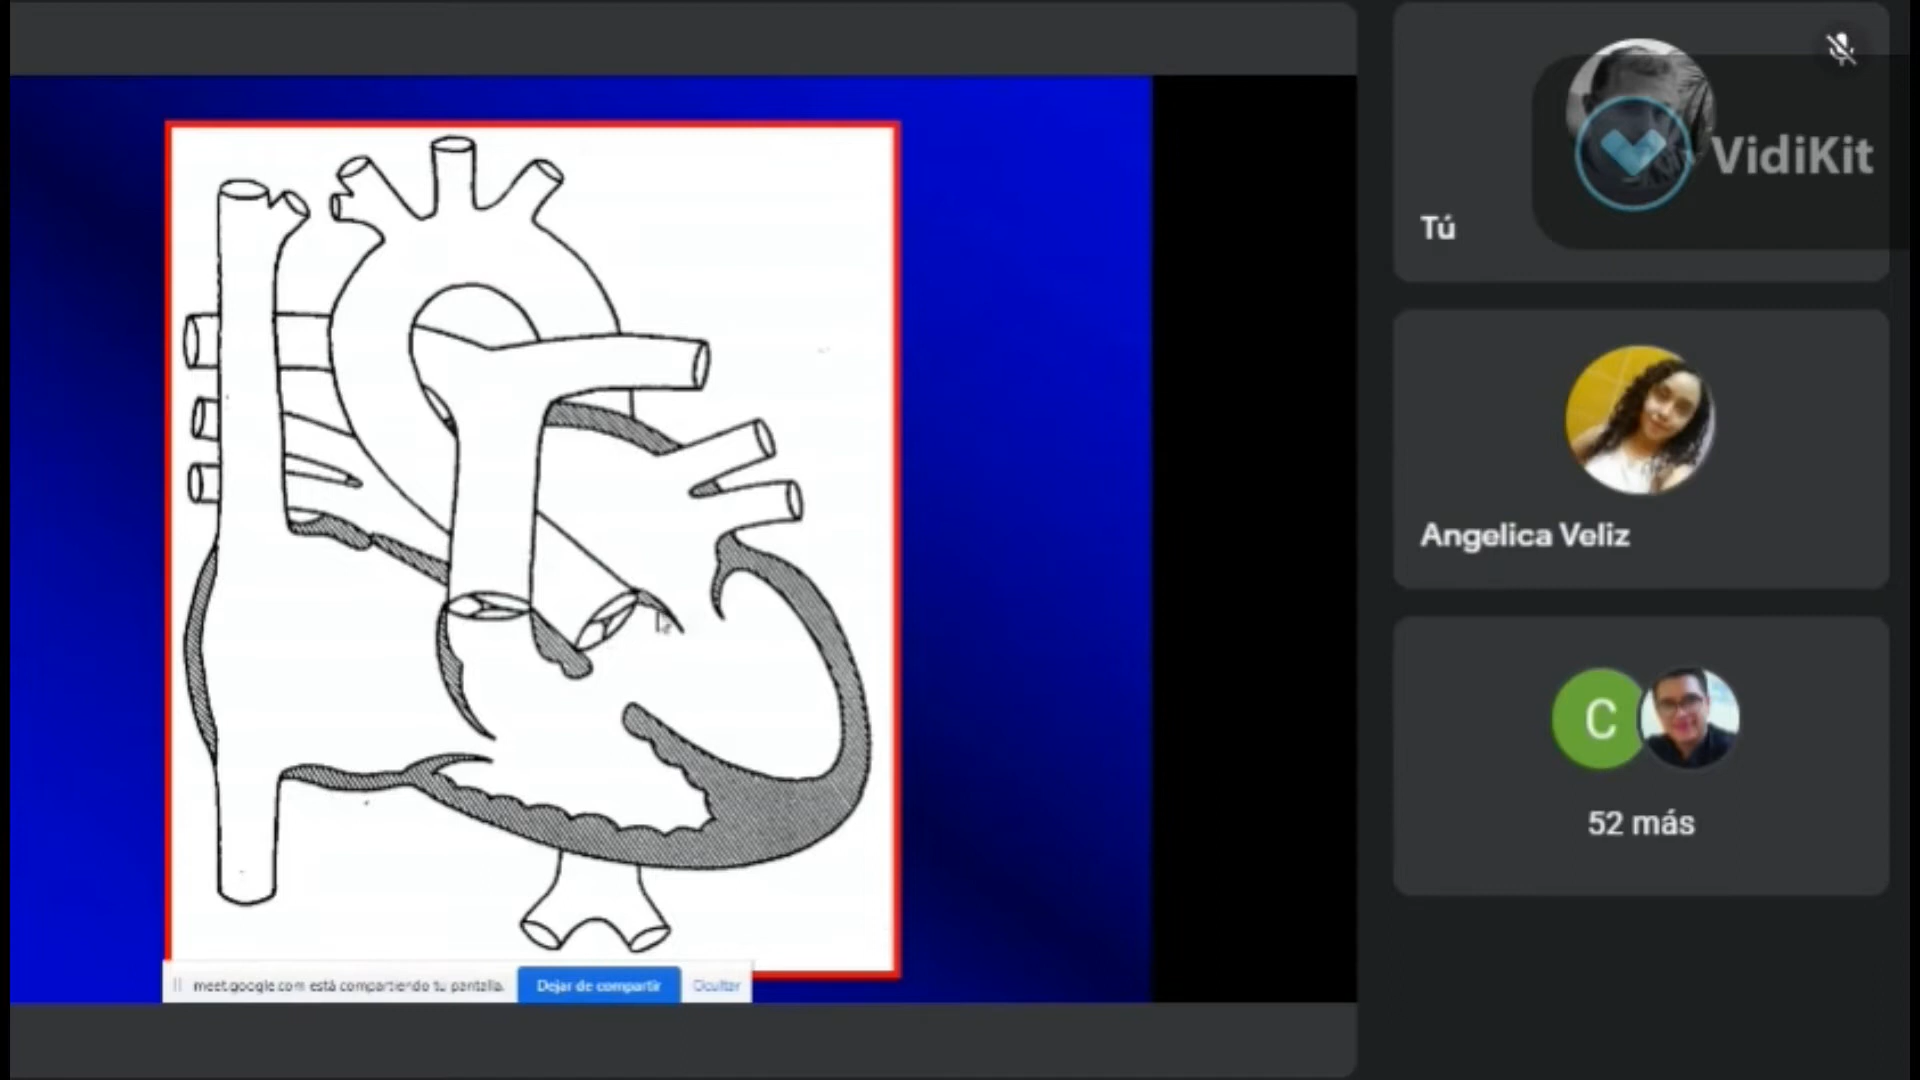 VidiKit
Tú
Angelica Veliz
C
52 más
meet.google.com está compartiendo tu pantalla.
Dejar de compartir
Ocultar